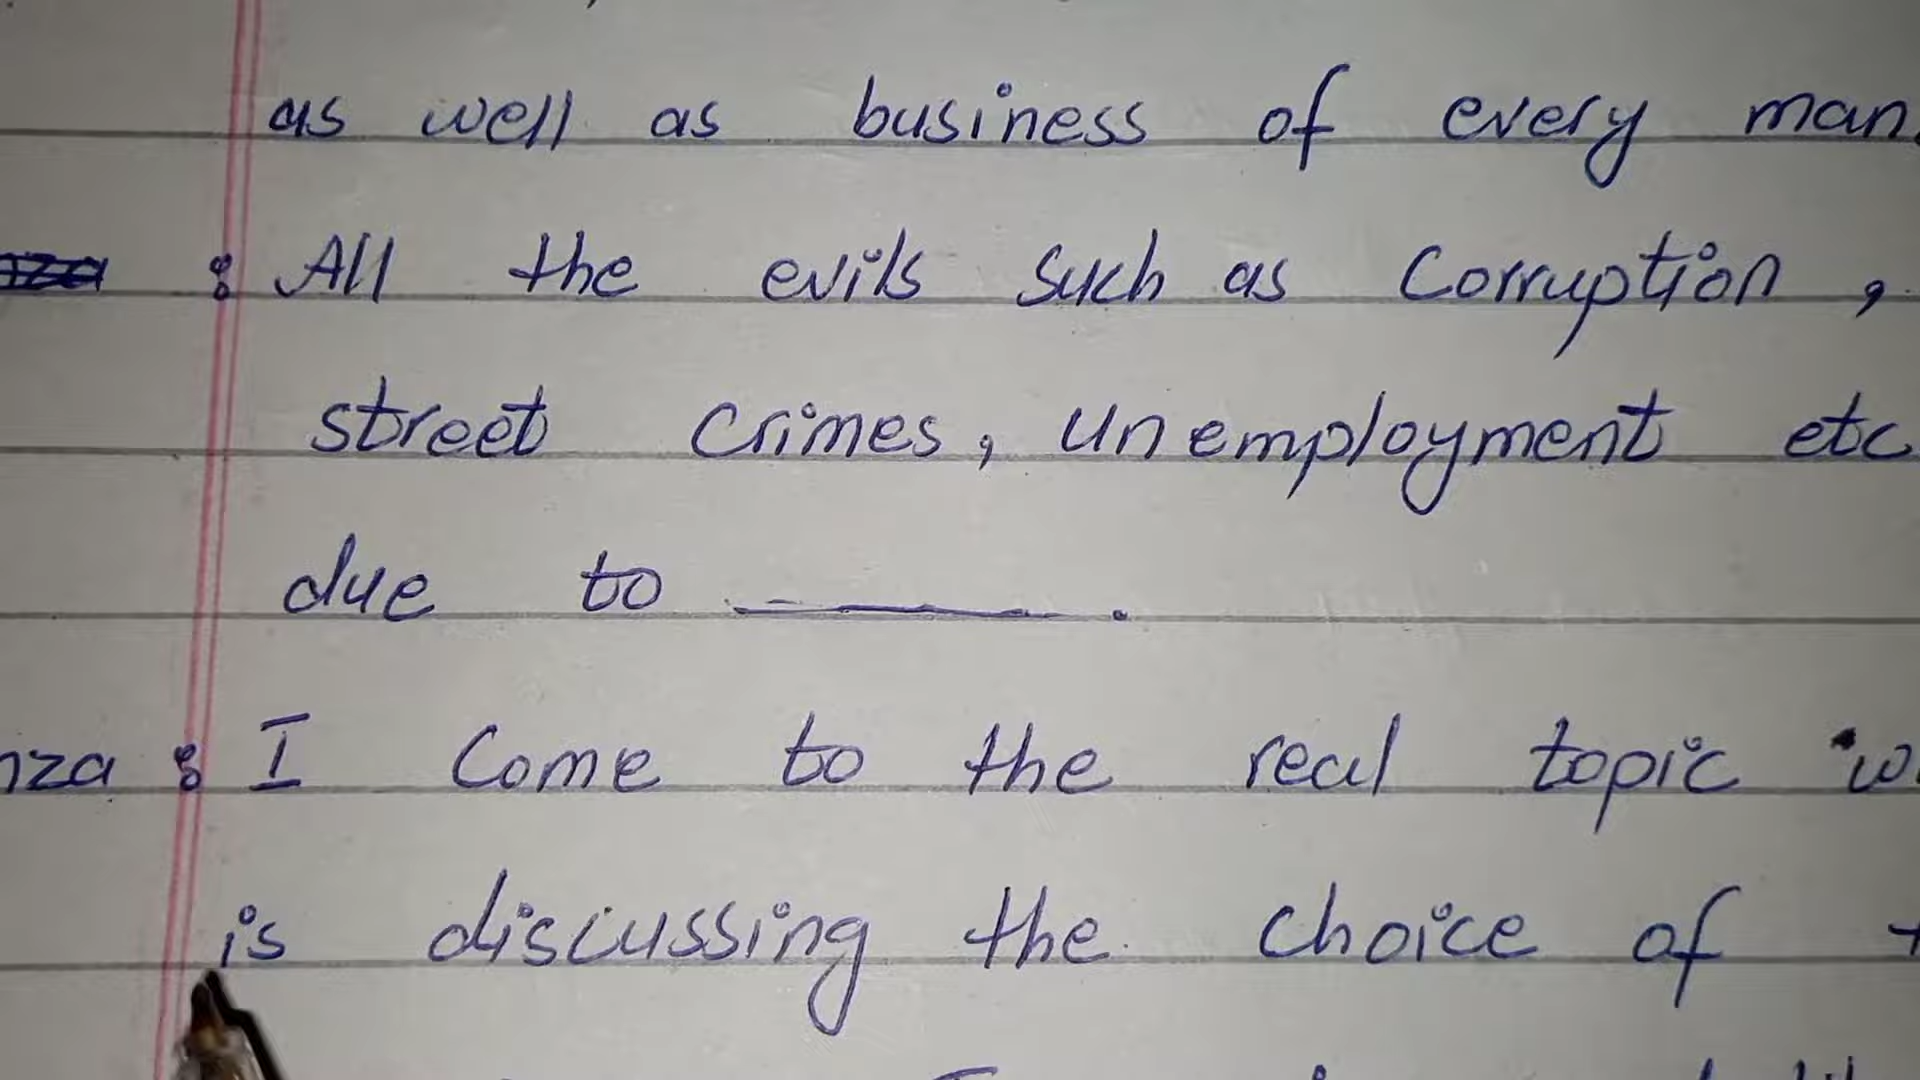 as well as business of every man.
: All the evils such as Corruption,
street Crimes, unemployment etc
due to ______.
: I Come to the real topic
is discussing the choice of